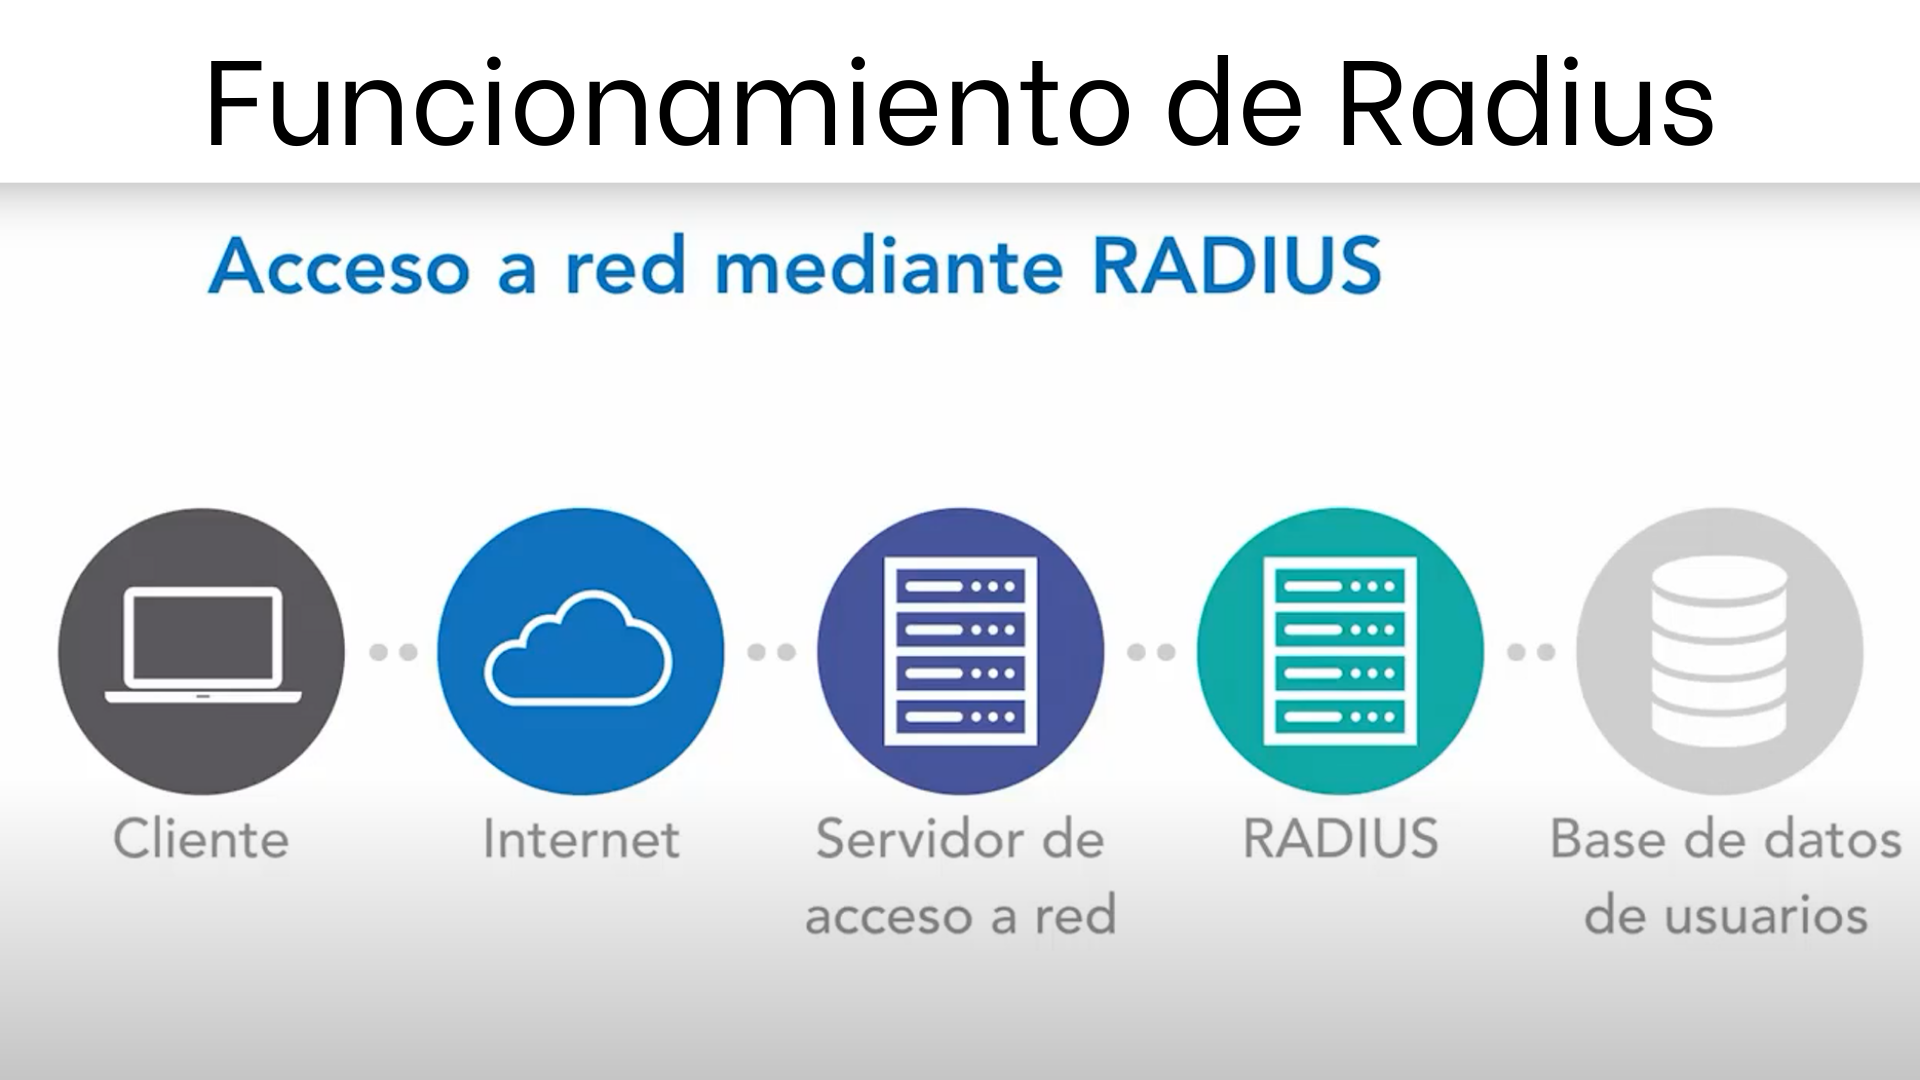 Funcionamiento de Radius
Acceso a red mediante RADIUS
Cliente
Internet
Servidor de
acceso a red
RADIUS
Base de datos
de usuarios